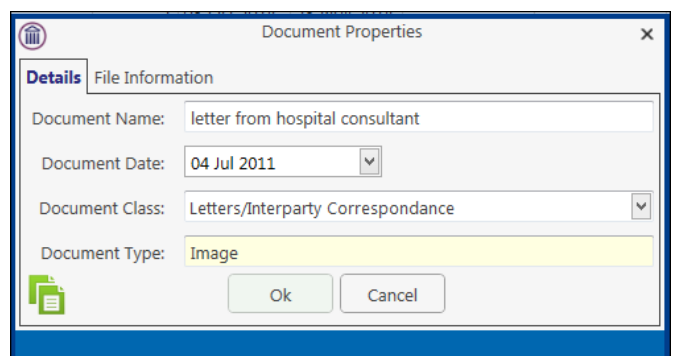 Document Properties
Details File Information
Document Name: letter from hospital consultant
Document Date: 04 Jul 2011
Document Class: Letters/Interparty Correspondance
Document Type: Image
Ok Cancel